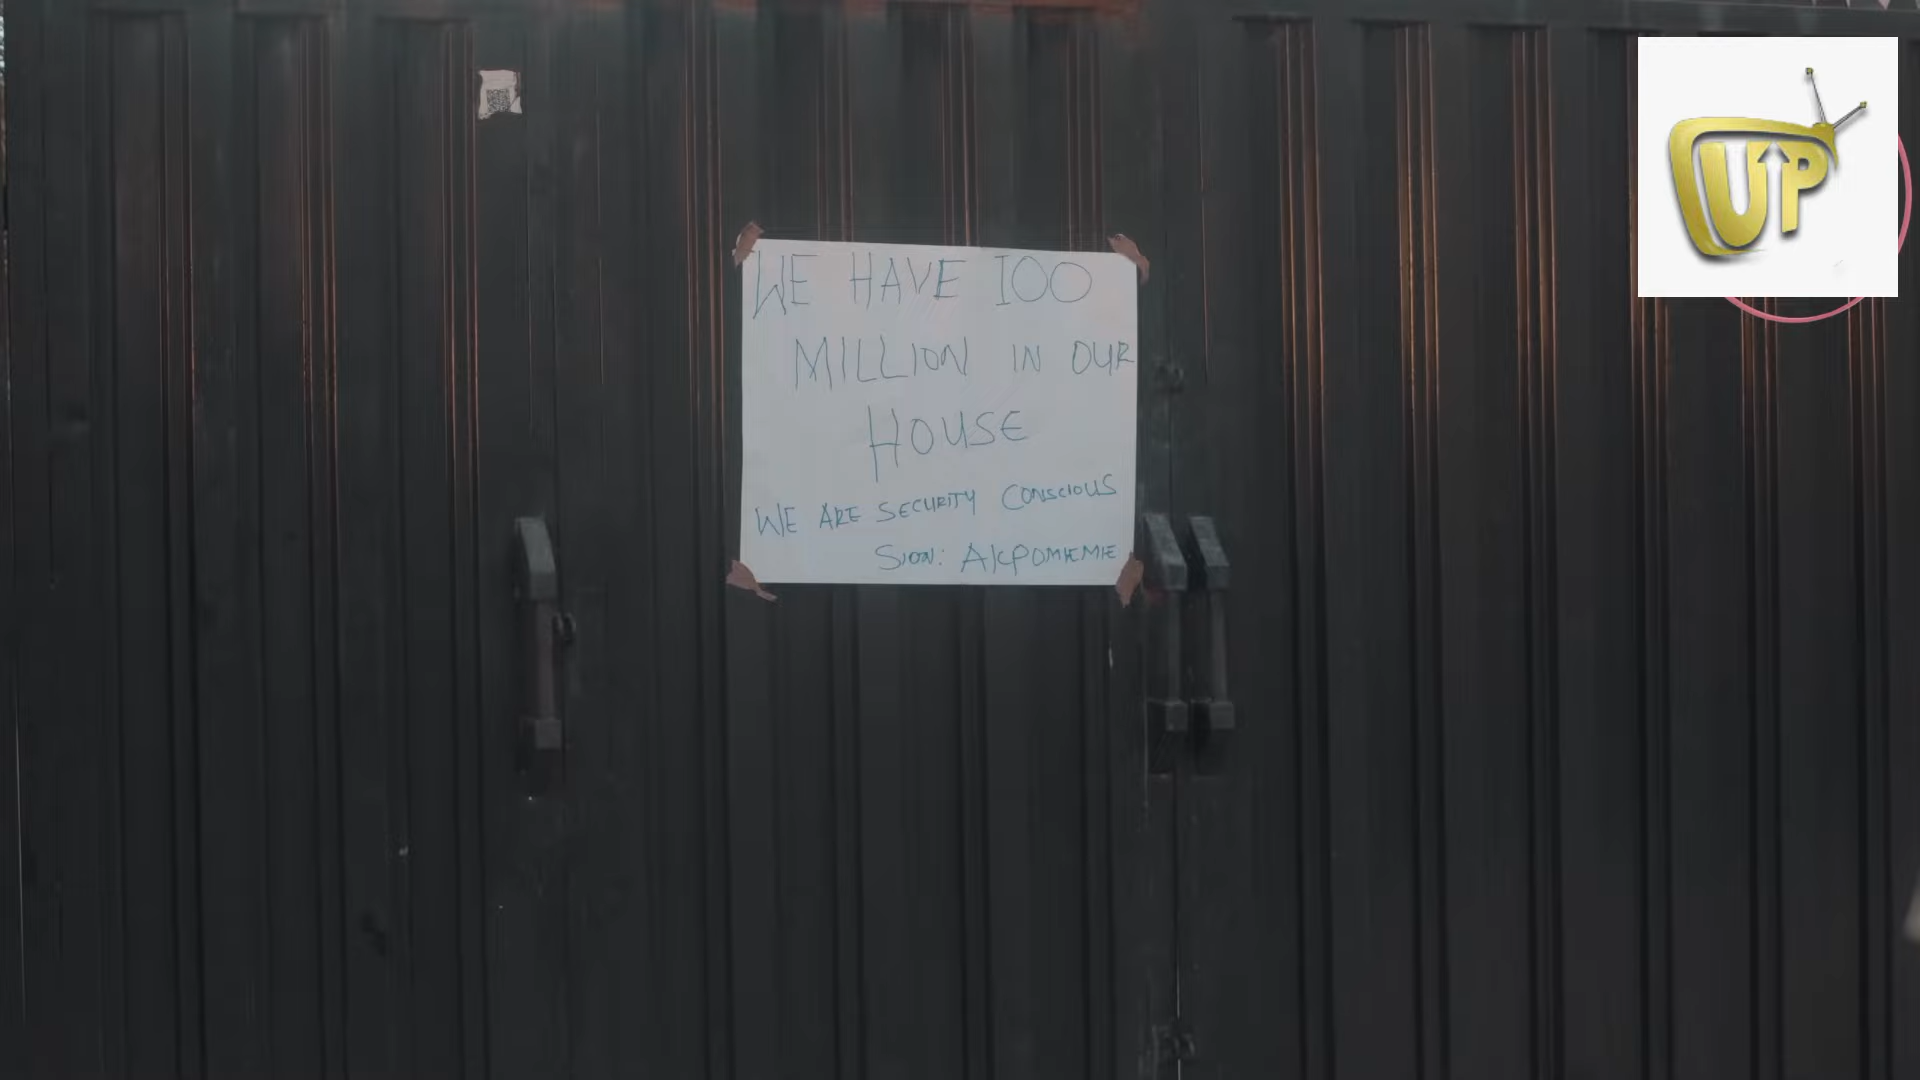 WE HAVE 100
MILLION IN OUR
HOUSE
WE ARE SECURITY CONSCIOUS
SIGN: AKPOMIEMIE
UP